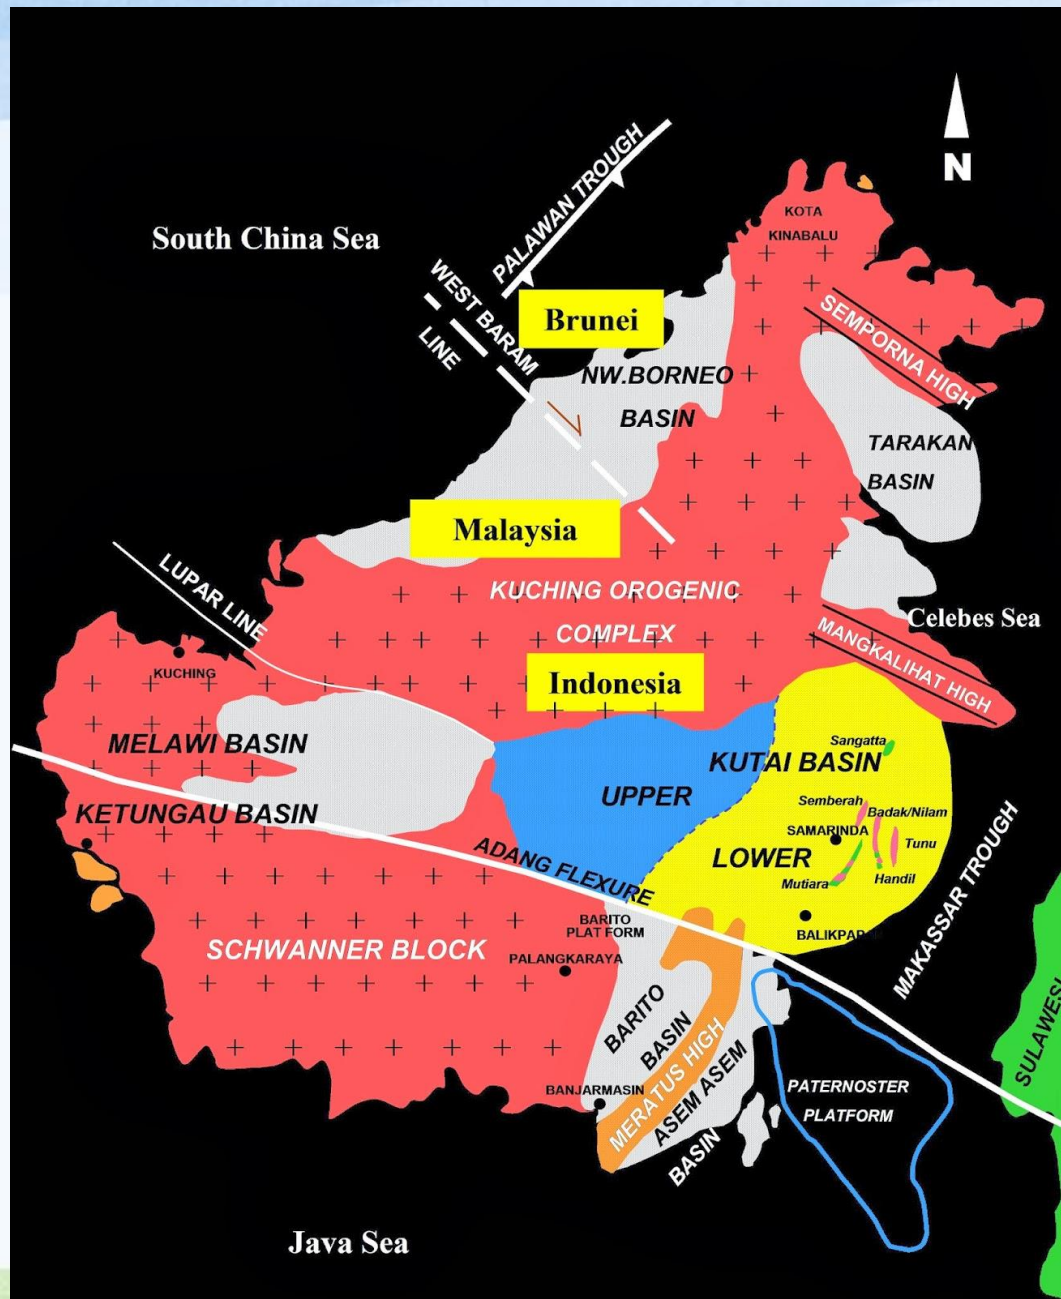 N
PALAWAN TROUGH
South China Sea
KOTA
KINABALU
WEST BARAM
LINE
Brunei
SEMPORNA HIGH
NW.BORNEO
BASIN
TARAKAN
BASIN
Malaysia
LUPAR LINE
KUCHING OROGENIC
COMPLEX
Celebes Sea
MANGKALIHAT HIGH
KUCHING
Indonesia
MELAWI BASIN
Sangatta
KUTAI BASIN
UPPER
KETUNGAU BASIN
Semberah
Badak/Nilam
SAMARINDA
Tunu
LOWER
Mutiara
Handil
ADANG FLEXURE
MAKASSAR TROUGH
BARITO
PLAT FORM
BALIKPAP
SCHWANNER BLOCK
PALANGKARAYA
BARITO
BASIN
SULAWESI
MERATUS HIGH
ASEM ASEM
BASIN
BANJARMASIN
PATERNOSTER
PLATFORM
Java Sea